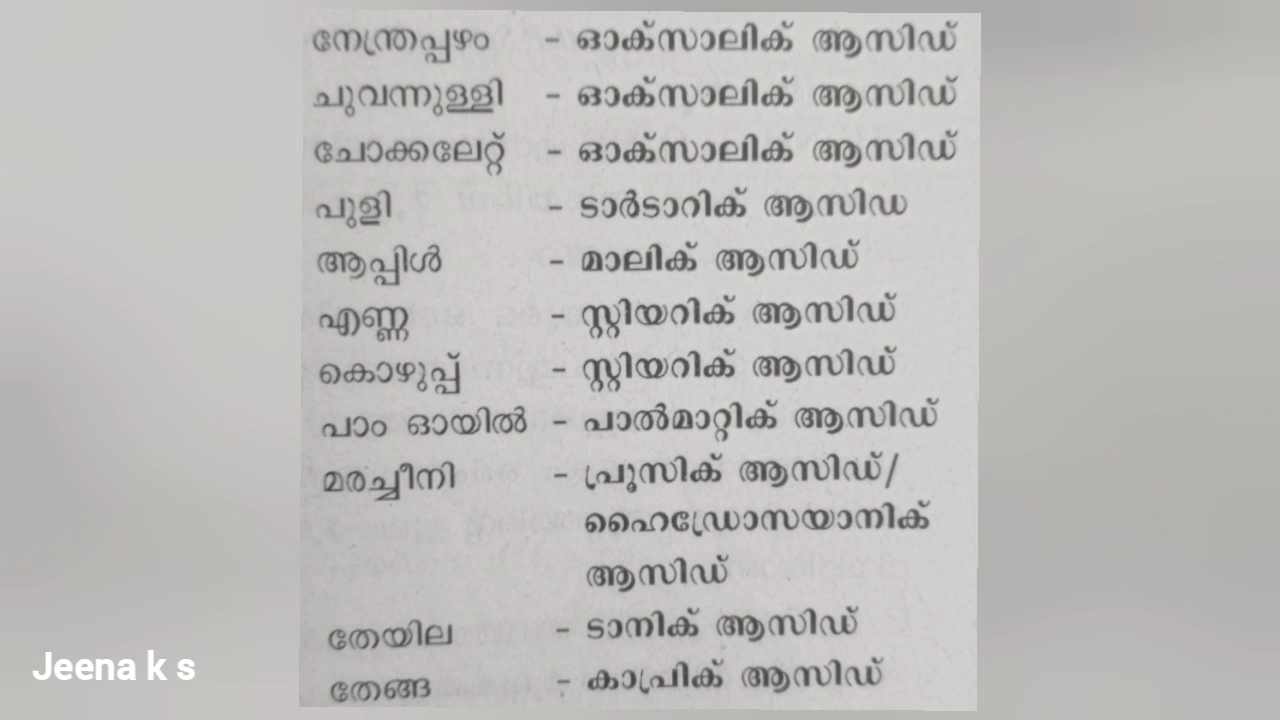 നേന്ത്രപ്പഴം - ഓക്സാലിക് ആസിഡ്
ചുവന്നുള്ളി - ഓക്സാലിക് ആസിഡ്
ചോക്കലേറ്റ് - ഓക്സാലിക് ആസിഡ്
പുളി - ടാർടാറിക് ആസിഡ
ആപ്പിൾ - മാലിക് ആസിഡ്
എണ്ണ - സ്റ്റിയറിക് ആസിഡ്
കൊഴുപ്പ് - സ്റ്റിയറിക് ആസിഡ്
പാം ഓയിൽ - പാൽമാറ്റിക് ആസിഡ്
മരച്ചീനി - പ്രൂസിക് ആസിഡ്/
ഹൈഡ്രോസയാനിക്
ആസിഡ്
തേയില - ടാനിക് ആസിഡ്
തേങ്ങ - കാപ്രിക് ആസിഡ്
Jeena k s